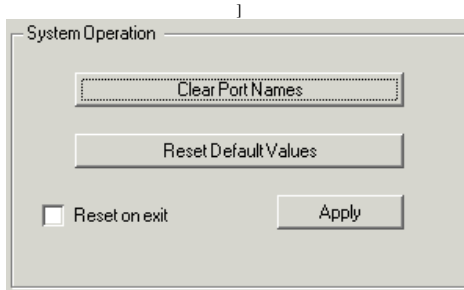 ]
System Operation
Clear Port Names
Reset Default Values
Reset on exit
Apply